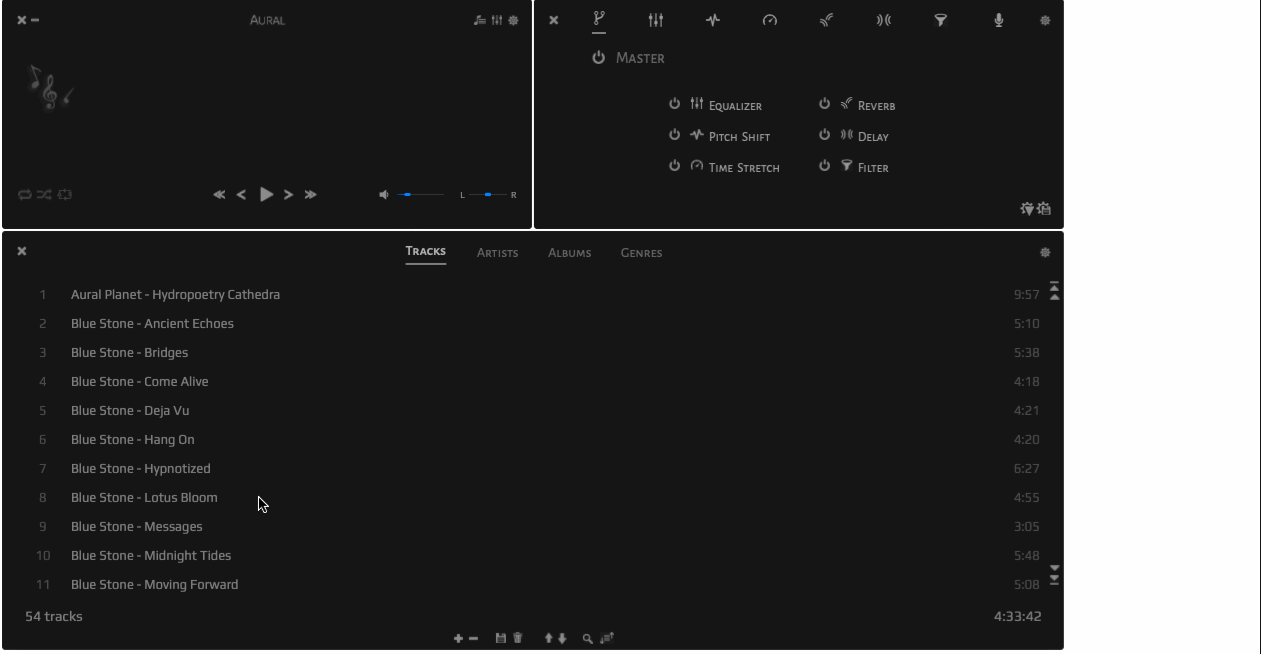 AURAL
MASTER
EQUALIZER REVERB
PITCH SHIFT DELAY
TIME STRETCH FILTER
L R
TRACKS ARTISTS ALBUMS GENRES
1 Aural Planet - Hydropoetry Cathedra 9:57
2 Blue Stone - Ancient Echoes 5:10
3 Blue Stone - Bridges 5:38
4 Blue Stone - Come Alive 4:18
5 Blue Stone - Deja Vu 4:21
6 Blue Stone - Hang On 4:20
7 Blue Stone - Hypnotized 6:27
8 Blue Stone - Lotus Bloom 4:55
9 Blue Stone - Messages 3:05
10 Blue Stone - Midnight Tides 5:48
11 Blue Stone - Moving Forward 5:08
54 tracks 4:33:42